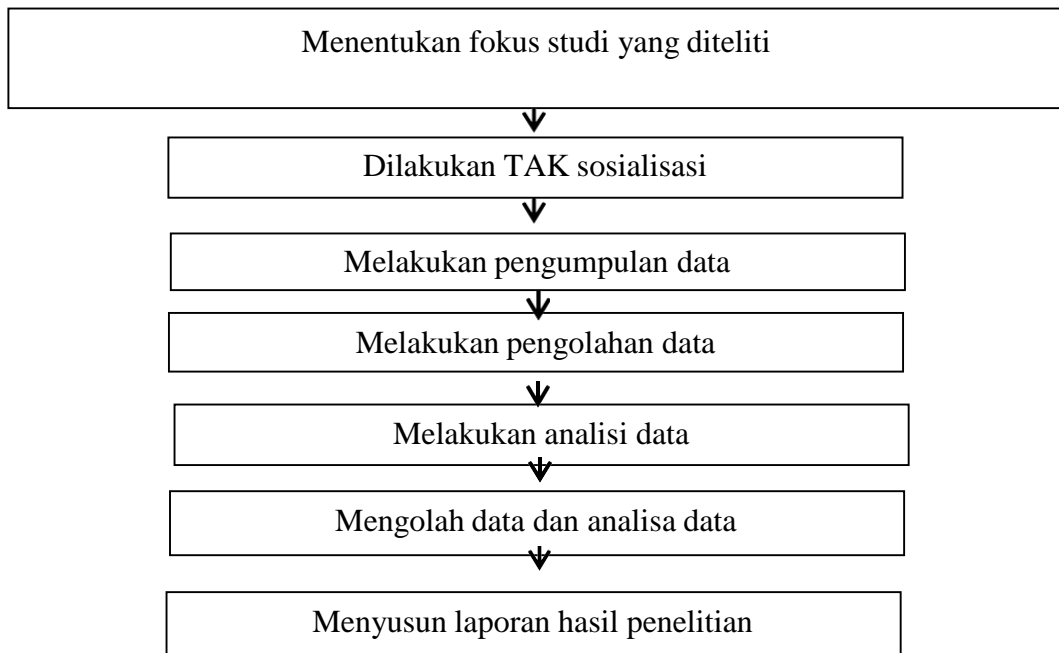 Menentukan fokus studi yang diteliti
Dilakukan TAK sosialisasi
Melakukan pengumpulan data
Melakukan pengolahan data
Melakukan analisi data
Mengolah data dan analisa data
Menyusun laporan hasil penelitian